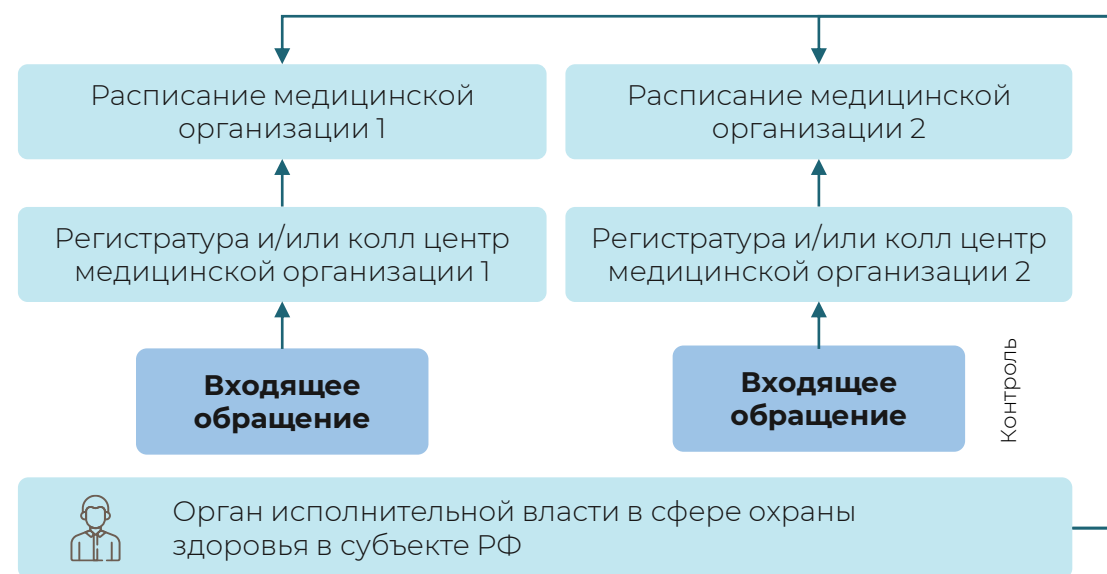 Расписание медицинской
организации 1
Расписание медицинской
организации 2
Регистратура и/или колл центр
медицинской организации 1
Регистратура и/или колл центр
медицинской организации 2
Входящее
обращение
Входящее
обращение
Контроль
Орган исполнительной власти в сфере охраны
здоровья в субъекте РФ